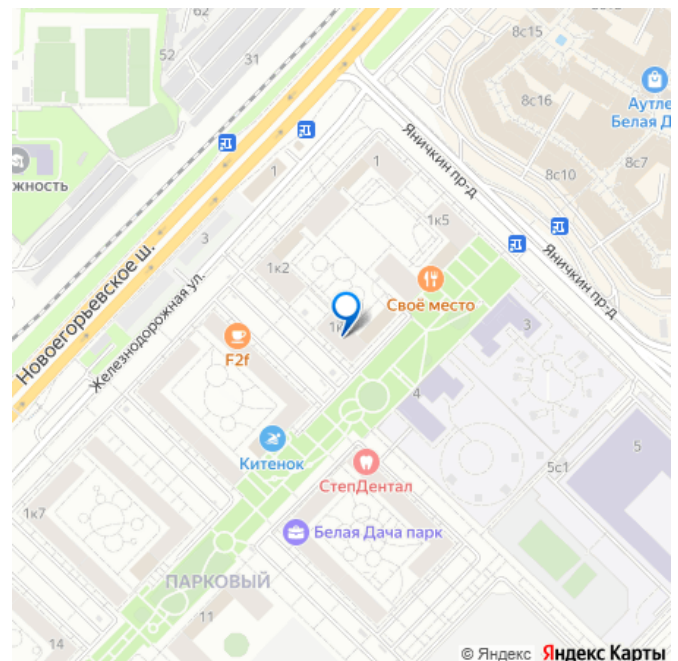 62
52
31
8с15
8с16
Аутле
Белая Д
8с10
8с7
жность
Яничкин пр-д
1
1
3
1к5
1к2
Новоегорьевское ш.
Железнодорожная ул.
Яничкин пр-д
Своё место
3
F2f
4
Китенок
5
5с1
СтепДентал
1к7
Белая Дача парк
ПАРКОВЫЙ
11
14
© Яндекс Яндекс Карты